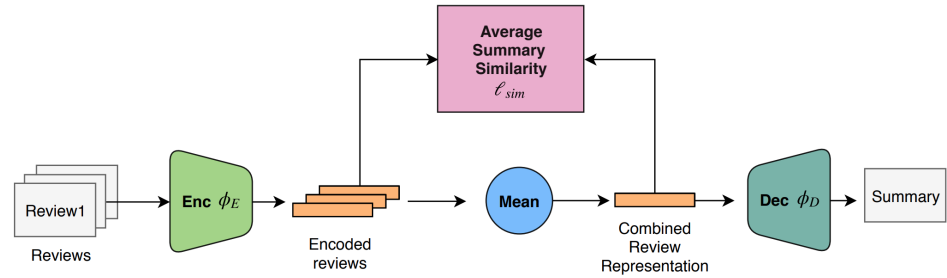 Average
Summary
Similarity
ℓ sim
Review1
Reviews
Enc ϕE
Encoded
reviews
Mean
Combined
Review
Representation
Dec ϕD
Summary